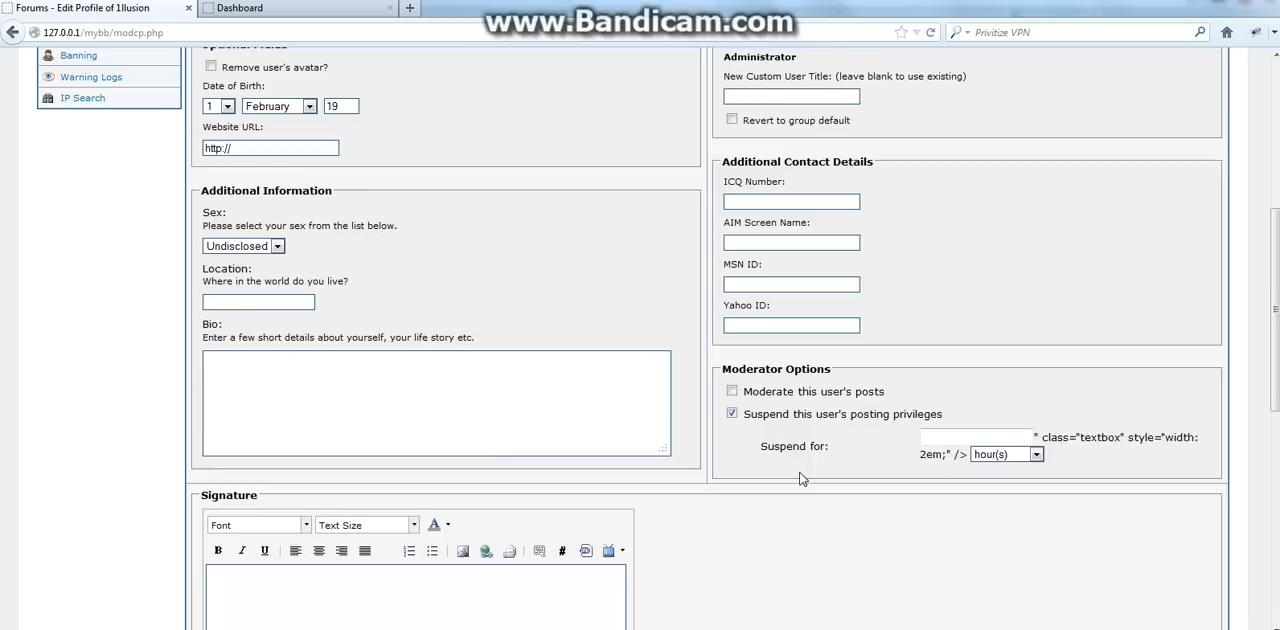 Forums - Edit Profile of 1llusion
Dashboard
www.Bandicam.com
127.0.0.1/mybb/modcp.php
Privitize VPN
Banning
Warning Logs
IP Search
Remove user's avatar?
Date of Birth:
1 February 19
Website URL:
http://
Additional Information
Sex:
Please select your sex from the list below.
Undisclosed
Location:
Where in the world do you live?
Bio:
Enter a few short details about yourself, your life story etc.
Administrator
New Custom User Title: (leave blank to use existing)
Revert to group default
Additional Contact Details
ICQ Number:
AIM Screen Name:
MSN ID:
Yahoo ID:
Moderator Options
Moderate this user's posts
Suspend this user's posting privileges
Suspend for:
" class="textbox" style="width:
2em;" /> hour(s)
Signature
Font Text Size A
B I U